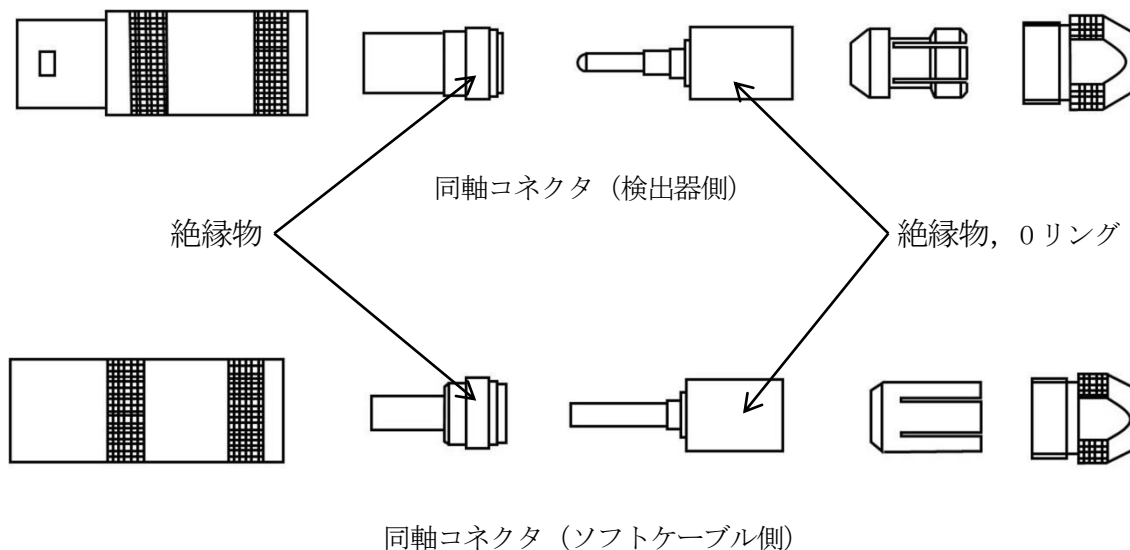 同軸コネクタ（検出器側）
絶縁物
絶縁物，Oリング
同軸コネクタ（ソフトケーブル側）